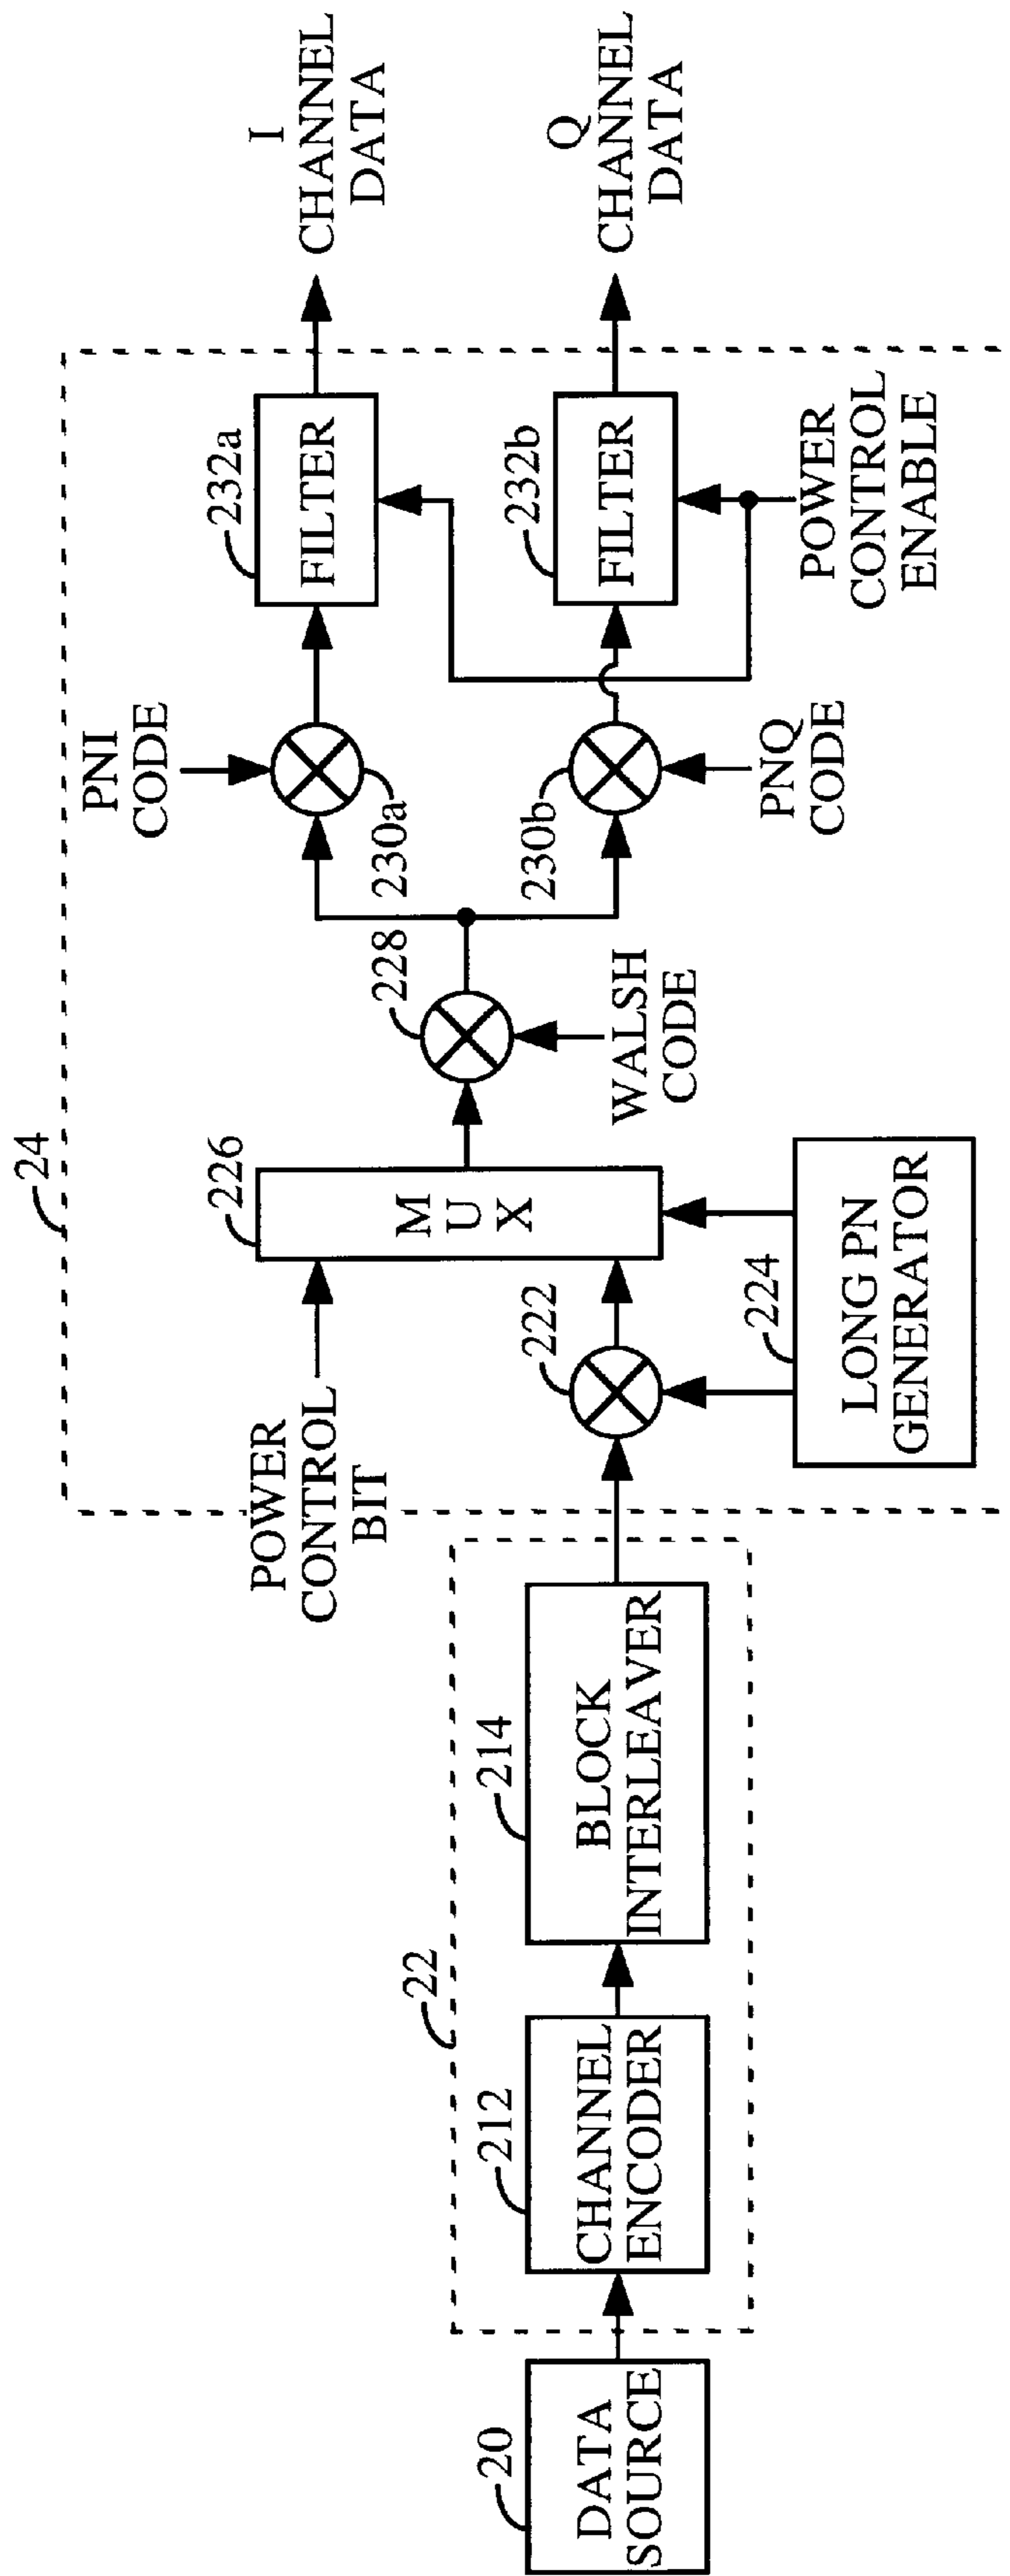 24
PNI
CODE
I
CHANNEL
DATA
232a
FILTER
226
POWER
CONTROL
BIT
M
U
X
228
230a
WALSH
CODE
22
212
214
222
230b
232b
Q
CHANNEL
DATA
20
DATA
SOURCE
CHANNEL
ENCODER
BLOCK
INTERLEAVER
FILTER
224
LONG PN
GENERATOR
PNQ
CODE
POWER
CONTROL
ENABLE